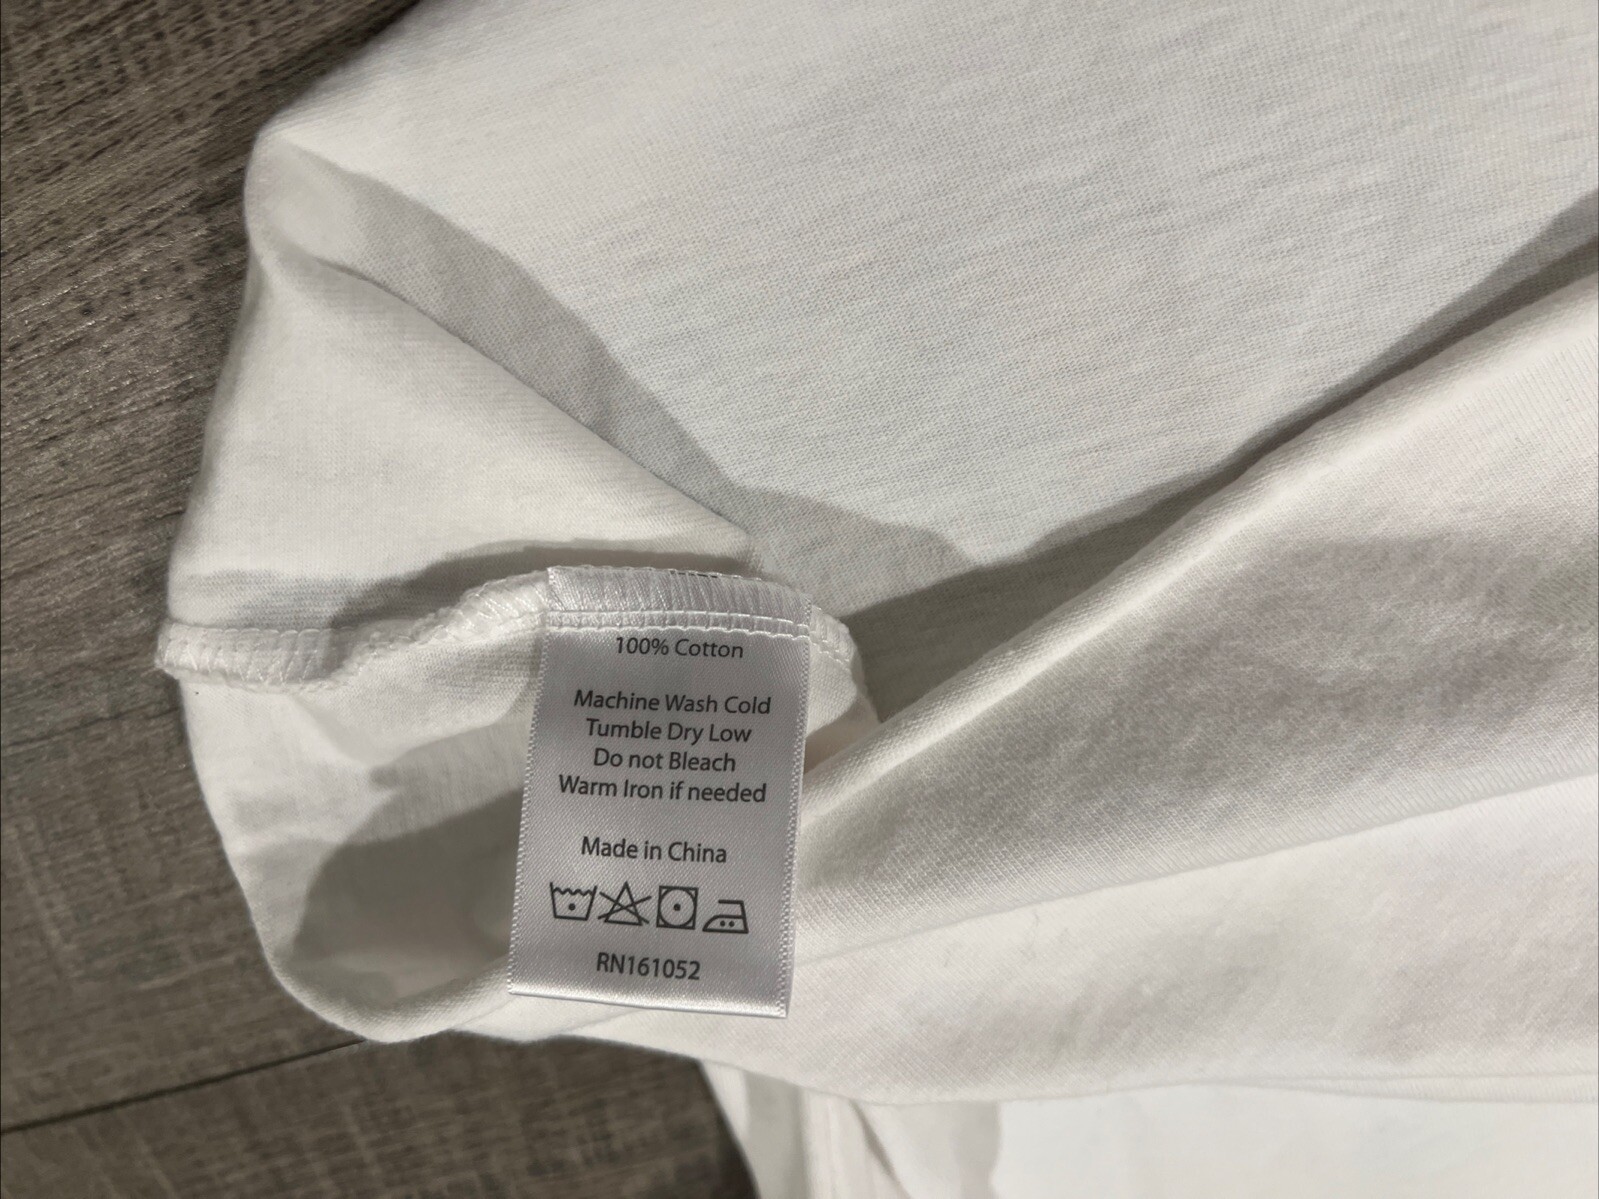 100% Cotton
Machine Wash Cold
Tumble Dry Low
Do not Bleach
Warm Iron if needed
Made in China
RN161052